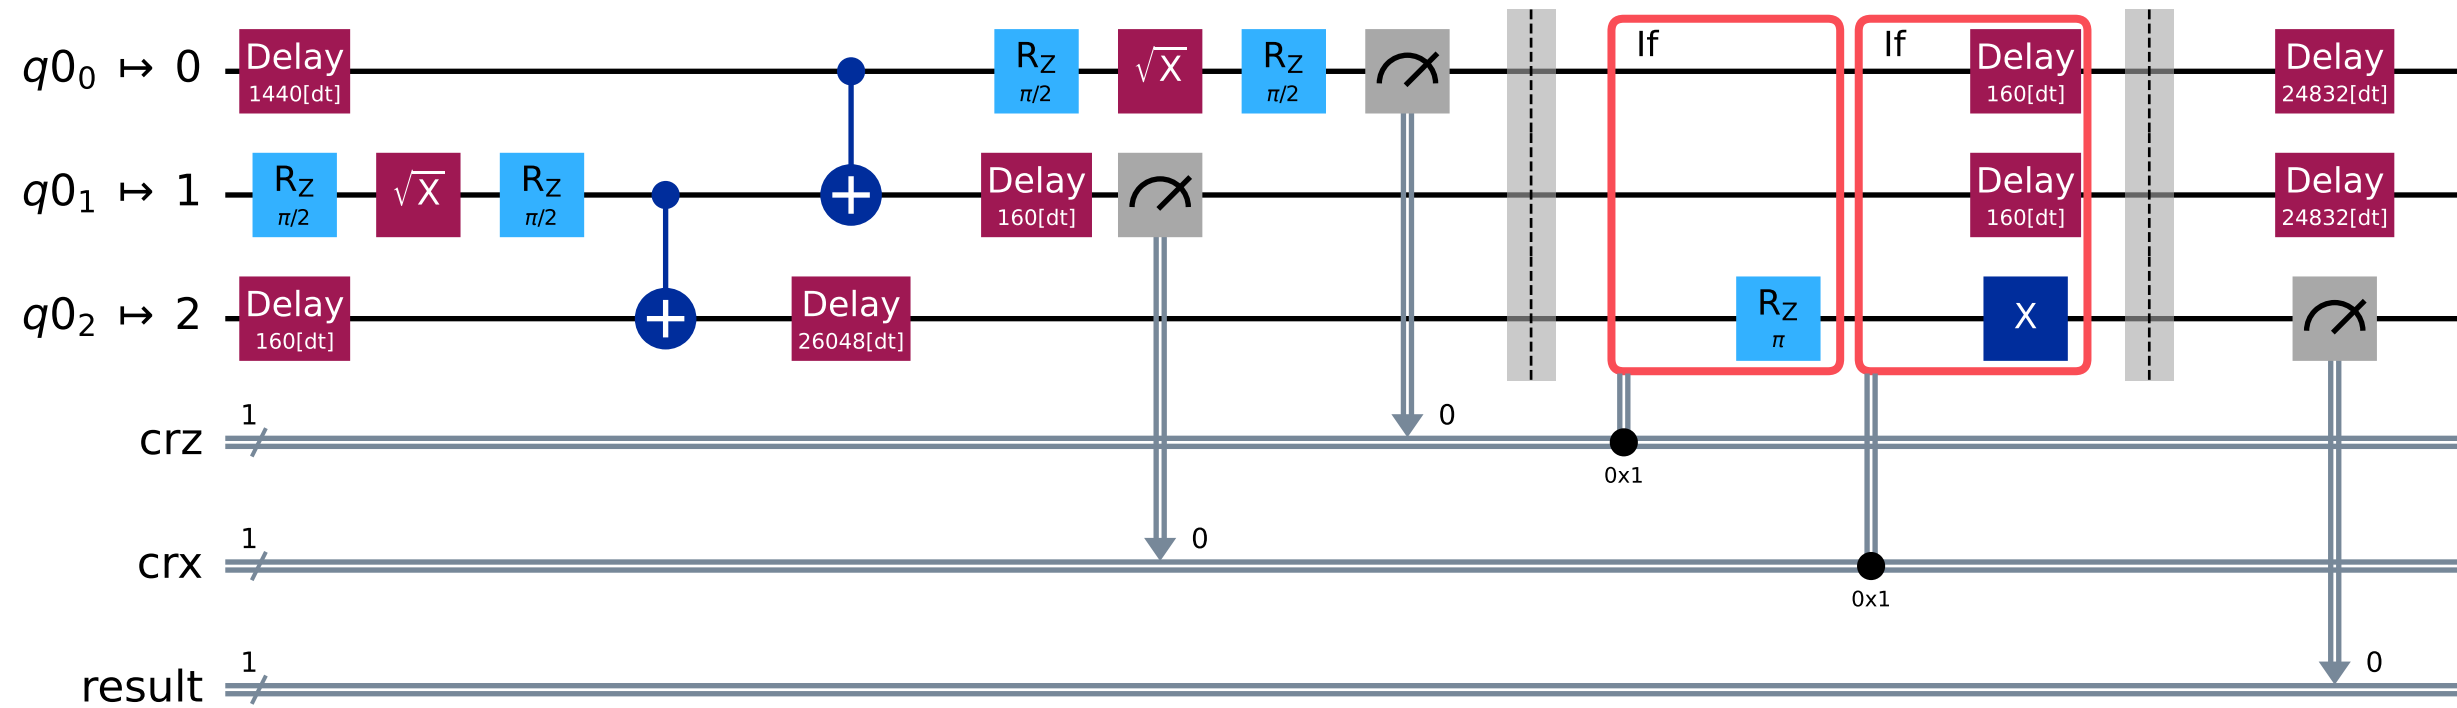 q0₀ ↦ 0 Delay R_Z √X R_Z If If Delay Delay
1440[dt] π/2 π/2 160[dt] 24832[dt]
q0₁ ↦ 1 R_Z √X R_Z Delay Delay Delay
π/2 π/2 160[dt] 160[dt] 24832[dt]
q0₂ ↦ 2 Delay Delay R_Z X
160[dt] 26048[dt] π
crz 1 0
0x1
crx 1 0
0x1
result 1 0